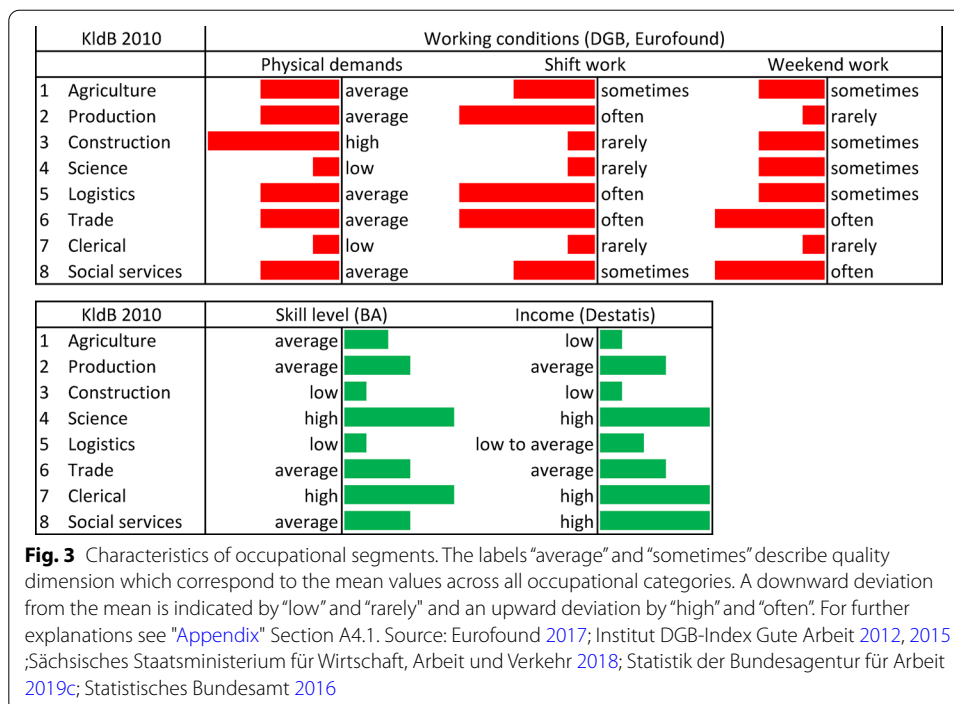 KldB 2010 Working conditions (DGB, Eurofound)
Physical demands Shift work Weekend work
1 Agriculture average sometimes sometimes
2 Production average often rarely
3 Construction high rarely sometimes
4 Science low rarely sometimes
5 Logistics average often sometimes
6 Trade average often often
7 Clerical low rarely rarely
8 Social services average sometimes often
KldB 2010 Skill level (BA) Income (Destatis)
1 Agriculture average low
2 Production average average
3 Construction low low
4 Science high high
5 Logistics low low to average
6 Trade average average
7 Clerical high high
8 Social services average high
Fig. 3 Characteristics of occupational segments. The labels “average” and “sometimes” describe quality
dimension which correspond to the mean values across all occupational categories. A downward deviation
from the mean is indicated by “low” and “rarely" and an upward deviation by “high” and “often”. For further
explanations see "Appendix" Section A4.1. Source: Eurofound 2017; Institut DGB-Index Gute Arbeit 2012, 2015
;Sächsisches Staatsministerium für Wirtschaft, Arbeit und Verkehr 2018; Statistik der Bundesagentur für Arbeit
2019c; Statistisches Bundesamt 2016